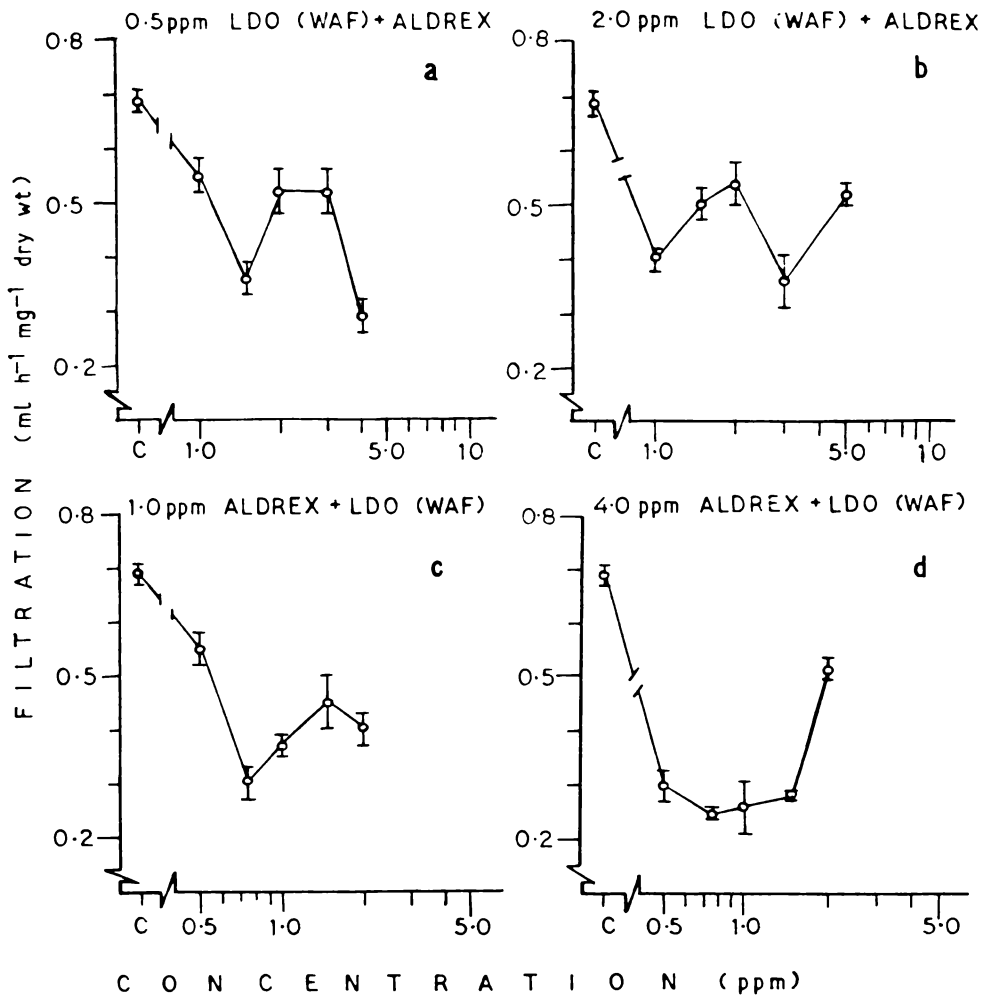 0·5ppm LDO (WAF) + ALDREX
a
0·8
0·5
0·2
C 1·0 5·0 10
2·0 ppm LDO (WAF) + ALDREX
b
0·8
0·5
0·2
C 1·0 5·0 10
1·0 ppm ALDREX + LDO (WAF)
c
0·8
0·5
0·2
C 0·5 1·0 5·0
4·0 ppm ALDREX + LDO (WAF)
d
0·8
0·5
0·2
C 0·5 1·0 5·0
FILTRATION (ml h⁻¹ mg⁻¹ dry wt)
CONCENTRATION (ppm)